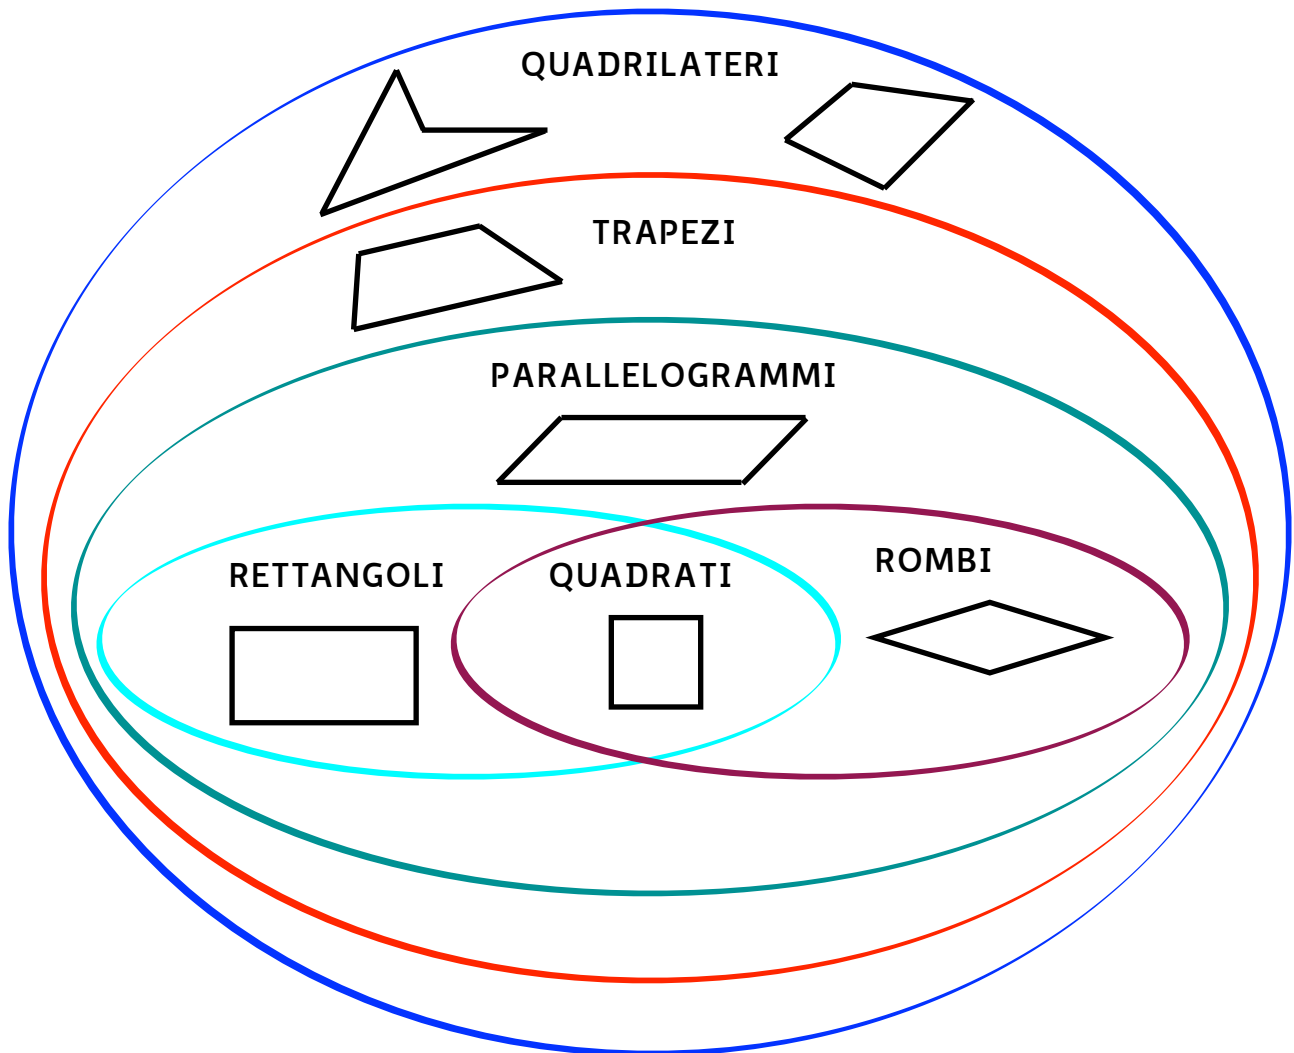 QUADRILATERI
TRAPEZI
PARALLELOGRAMMI
RETTANGOLI
QUADRATI
ROMBI